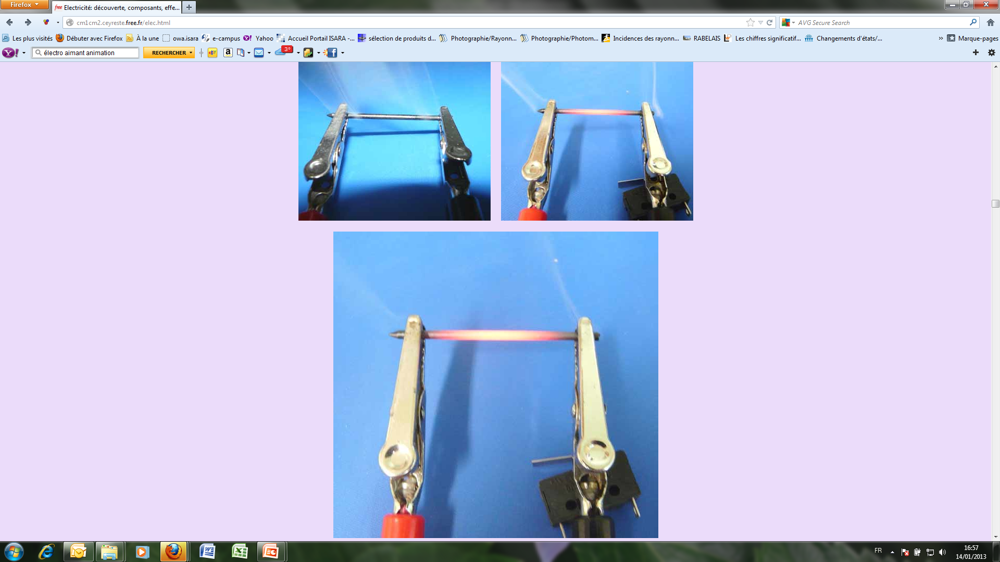 Firefox
free Electricité: découverte, composants, effe...
cm1cm2.ceyreste.free.fr/elec.html
AVG Secure Search
Les plus visités Débuter avec Firefox À la une owa.isara e-campus Yahoo Accueil Portail ISARA -... sélection de produits d... Photographie/Rayonn... Photographie/Photom... Incidences des rayonn... RABELAIS Les chiffres significatif... Changements d'états/... » Marque-pages
Y! électro aimant animation RECHERCHER a 3° f
FR 16:57
14/01/2013